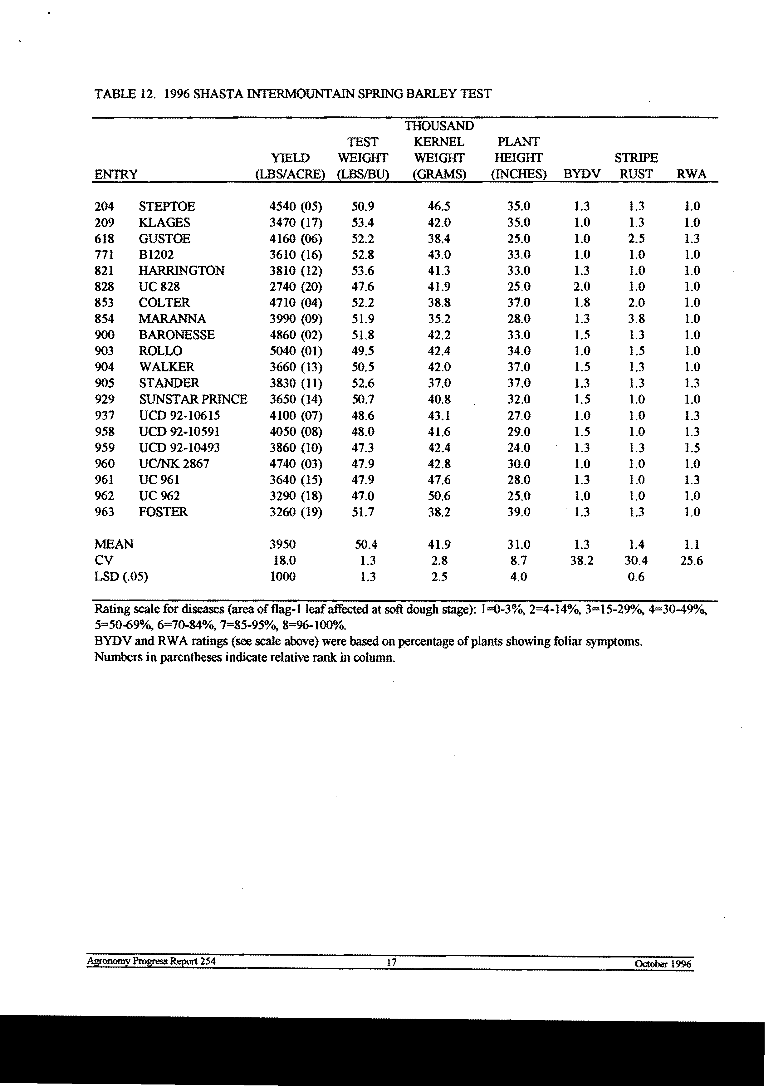 TABLE 12. 1996 SHASTA INTERMOUNTAIN SPRING BARLEY TEST
THOUSAND
TEST KERNEL PLANT
YIELD WEIGHT WEIGHT HEIGHT STRIPE
ENTRY (LBS/ACRE) (LBS/BU) (GRAMS) (INCHES) BYDV RUST RWA
204 STEPTOE 4540 (05) 50.9 46.5 35.0 1.3 1.3 1.0
209 KLAGES 3470 (17) 53.4 42.0 35.0 1.0 1.3 1.0
618 GUSTOE 4160 (06) 52.2 38.4 25.0 1.0 2.5 1.3
771 B1202 3610 (16) 52.8 43.0 33.0 1.0 1.0 1.0
821 HARRINGTON 3810 (12) 53.6 41.3 33.0 1.3 1.0 1.0
828 UC 828 2740 (20) 47.6 41.9 25.0 2.0 1.0 1.0
853 COLTER 4710 (04) 52.2 38.8 37.0 1.8 2.0 1.0
854 MARANNA 3990 (09) 51.9 35.2 28.0 1.3 3.8 1.0
900 BARONESSE 4860 (02) 51.8 42.2 33.0 1.5 1.3 1.0
903 ROLLO 5040 (01) 49.5 42.4 34.0 1.0 1.5 1.0
904 WALKER 3660 (13) 50.5 42.0 37.0 1.5 1.3 1.0
905 STANDER 3830 (11) 52.6 37.0 37.0 1.3 1.3 1.3
929 SUNSTAR PRINCE 3650 (14) 50.7 40.8 32.0 1.5 1.0 1.0
937 UCD 92-10615 4100 (07) 48.6 43.1 27.0 1.0 1.0 1.3
958 UCD 92-10591 4050 (08) 48.0 41.6 29.0 1.5 1.0 1.3
959 UCD 92-10493 3860 (10) 47.3 42.4 24.0 1.3 1.3 1.5
960 UC/NK 2867 4740 (03) 47.9 42.8 30.0 1.0 1.0 1.0
961 UC 961 3640 (15) 47.9 47.6 28.0 1.3 1.0 1.3
962 UC 962 3290 (18) 47.0 50.6 25.0 1.0 1.0 1.0
963 FOSTER 3260 (19) 51.7 38.2 39.0 1.3 1.3 1.0
MEAN 3950 50.4 41.9 31.0 1.3 1.4 1.1
CV 18.0 1.3 2.8 8.7 38.2 30.4 25.6
LSD (.05) 1000 1.3 2.5 4.0 0.6
Rating scale for diseases (area of flag-1 leaf affected at soft dough stage): 1=0-3%, 2=4-14%, 3=15-29%, 4=30-49%,
5=50-69%, 6=70-84%, 7=85-95%, 8=96-100%.
BYDV and RWA ratings (see scale above) were based on percentage of plants showing foliar symptoms.
Numbers in parentheses indicate relative rank in column.
Agronomy Progress Report 254 17 October 1996